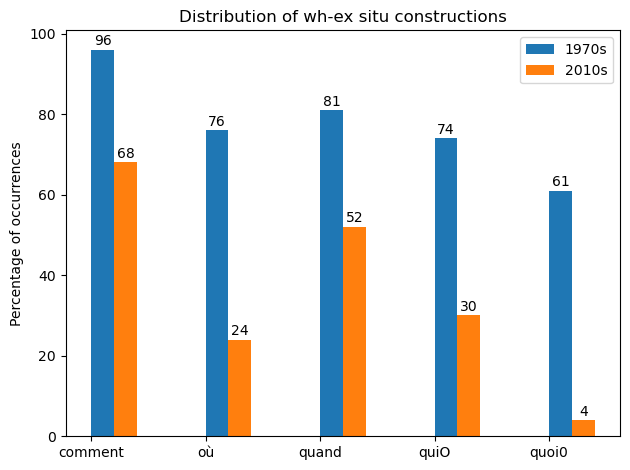 Distribution of wh-ex situ constructions
Percentage of occurrences
100
80
60
40
20
0
1970s
2010s
96
68
76
24
81
52
74
30
61
4
comment
où
quand
quiO
quoi0